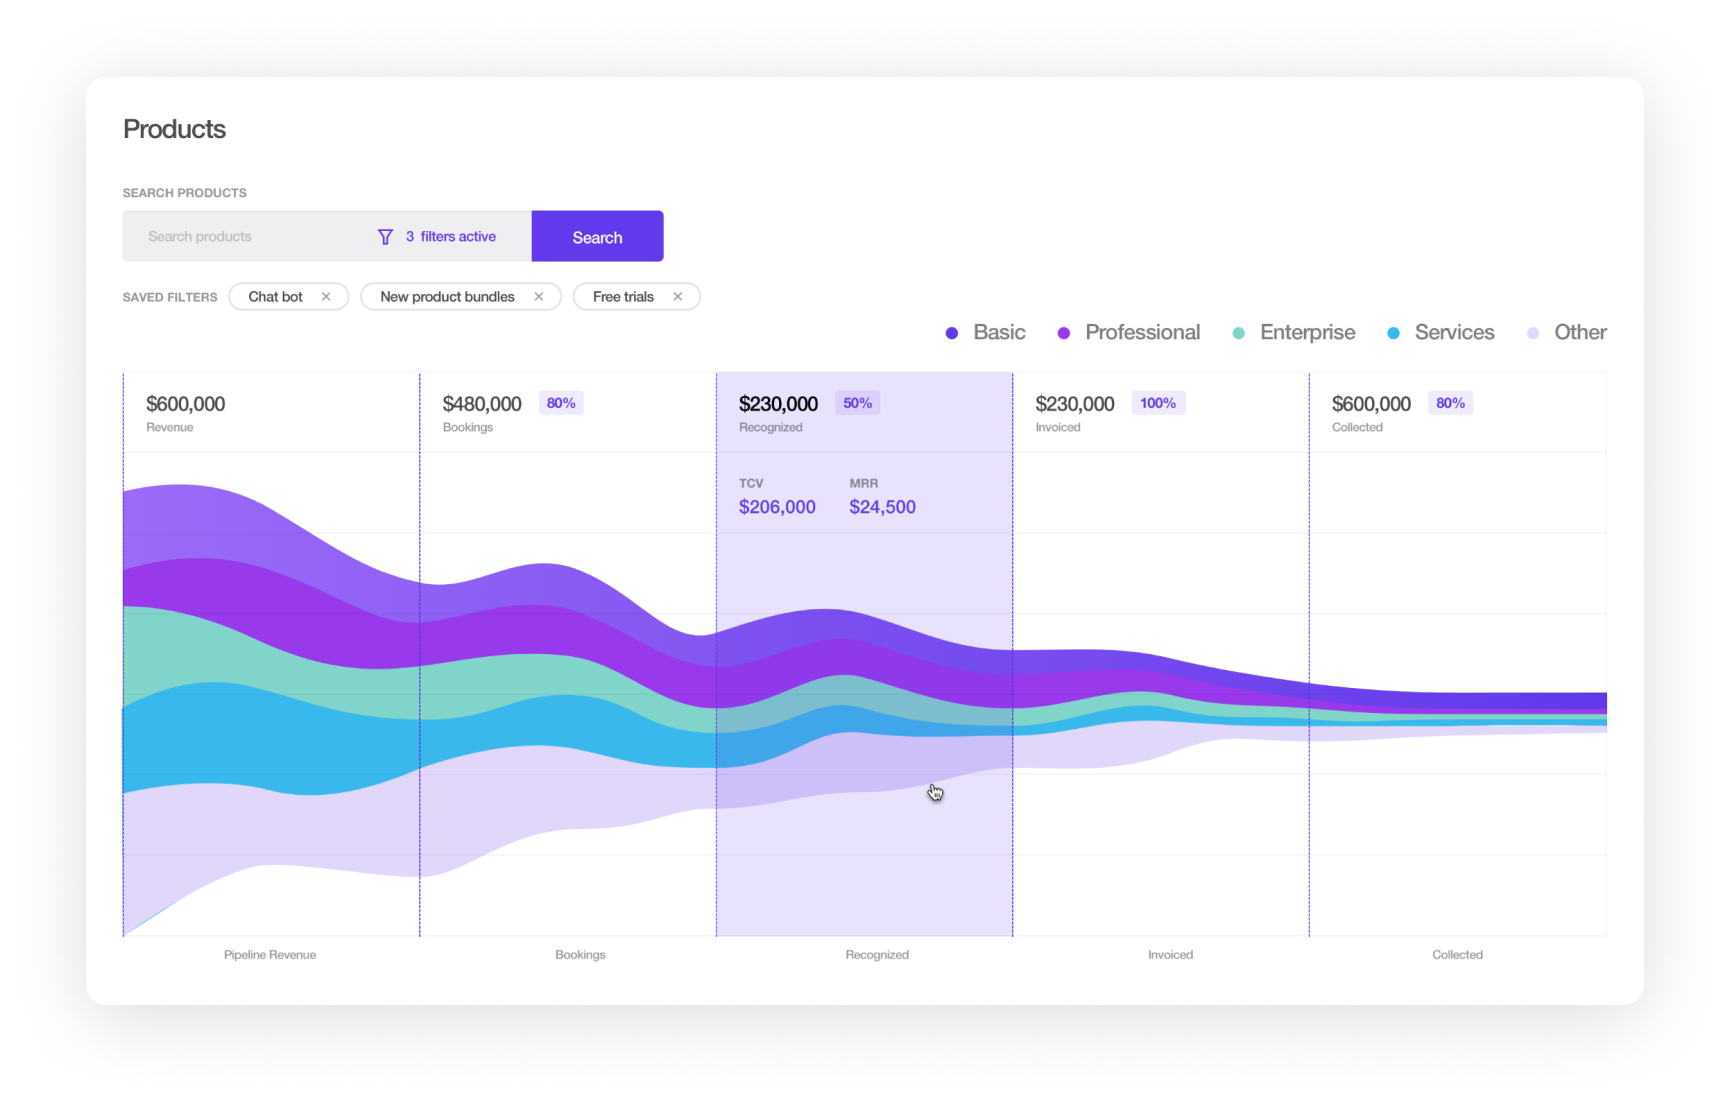 Products
SEARCH PRODUCTS
Search products 3 filters active Search
SAVED FILTERS Chat bot × New product bundles × Free trials ×
Basic Professional Enterprise Services Other
$600,000 $480,000 80% $230,000 50% $230,000 100% $600,000 80%
Revenue Bookings Recognized Invoiced Collected
TCV MRR
$206,000 $24,500
Pipeline Revenue Bookings Recognized Invoiced Collected